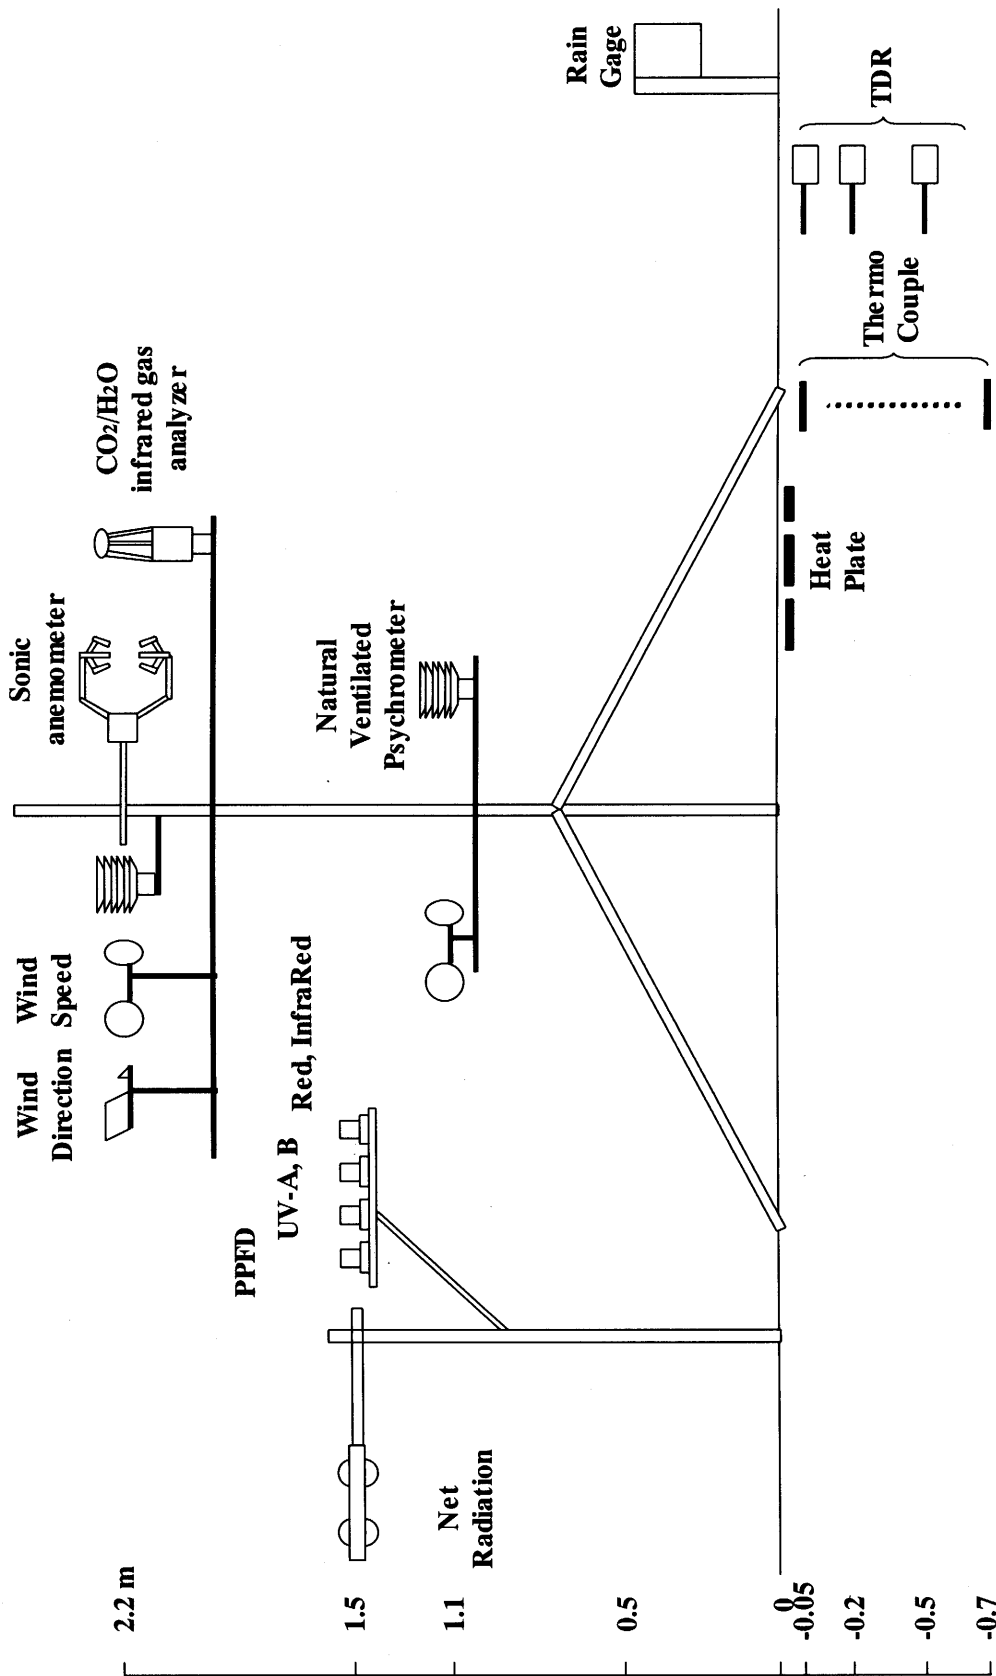 2.2 m
1.5
1.1
0.5
0
-0.05
-0.2
-0.5
-0.7
Net
Radiation
PPFD
UV-A, B
Red, InfraRed
Wind
Direction
Wind
Speed
Sonic
anemometer
CO2/H2O
infrared gas
analyzer
Natural
Ventilated
Psychrometer
Heat
Plate
Thermo
Couple
TDR
Rain
Gage